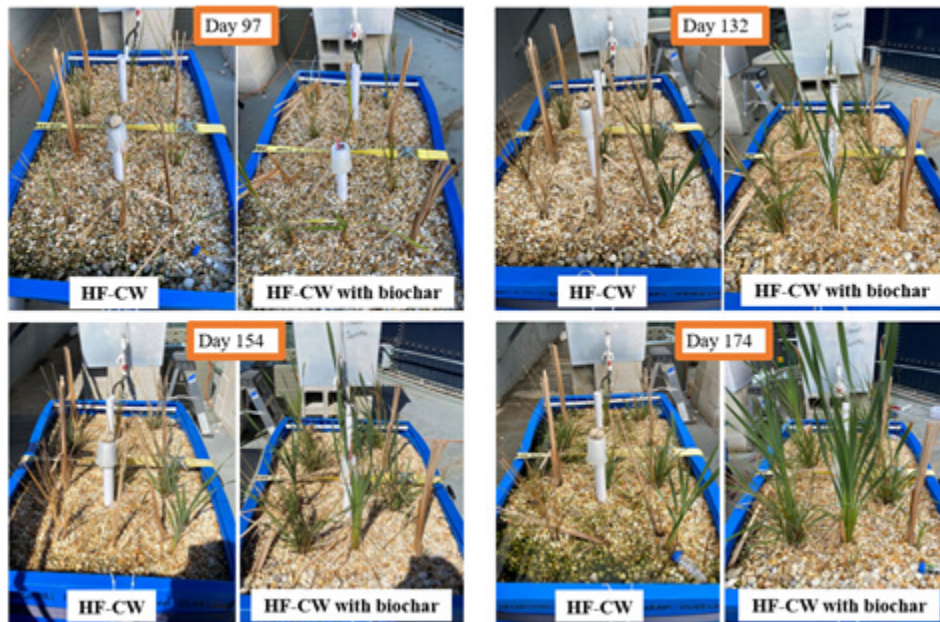 Day 97
HF-CW
HF-CW with biochar
Day 132
HF-CW
HF-CW with biochar
Day 154
HF-CW
HF-CW with biochar
Day 174
HF-CW
HF-CW with biochar